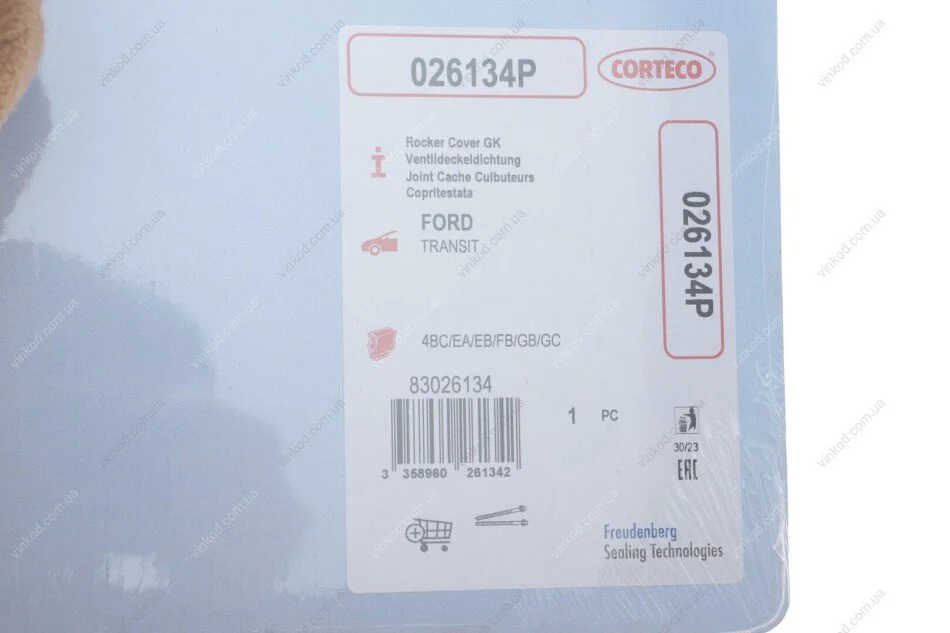 026134P
CORTECO
Rocker Cover GK
Ventildeckeldichtung
Joint Cache Culbuteurs
Copritestata
FORD
TRANSIT
026134P
4BC/EA/EB/FB/GB/GC
83026134
3 358960 261342
1 PC
30/23
EAC
Freudenberg
Sealing Technologies
vinkod.com.ua